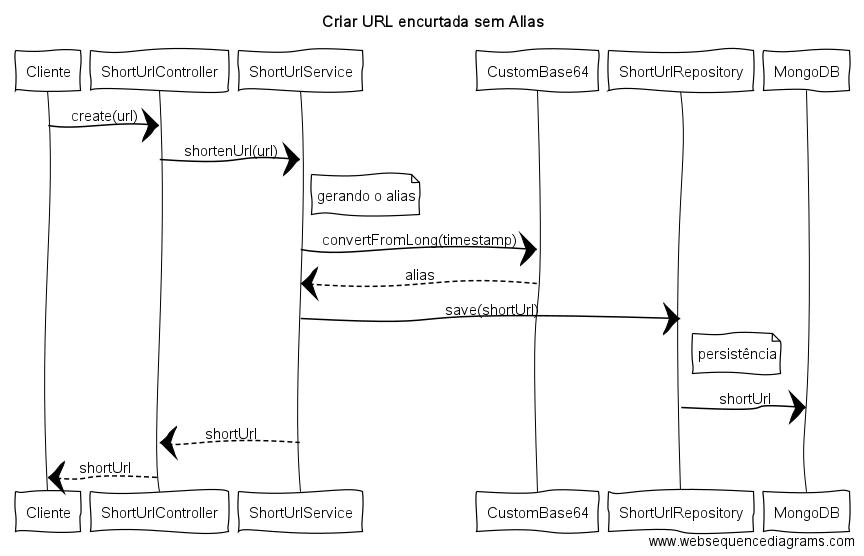 Criar URL encurtada sem Alias
Cliente ShortUrlController ShortUrlService CustomBase64 ShortUrlRepository MongoDB
create(url)
shortenUrl(url)
gerando o alias
convertFromLong(timestamp)
alias
save(shortUrl)
persistência
shortUrl
shortUrl
shortUrl
Cliente ShortUrlController ShortUrlService CustomBase64 ShortUrlRepository MongoDB
www.websequencediagrams.com